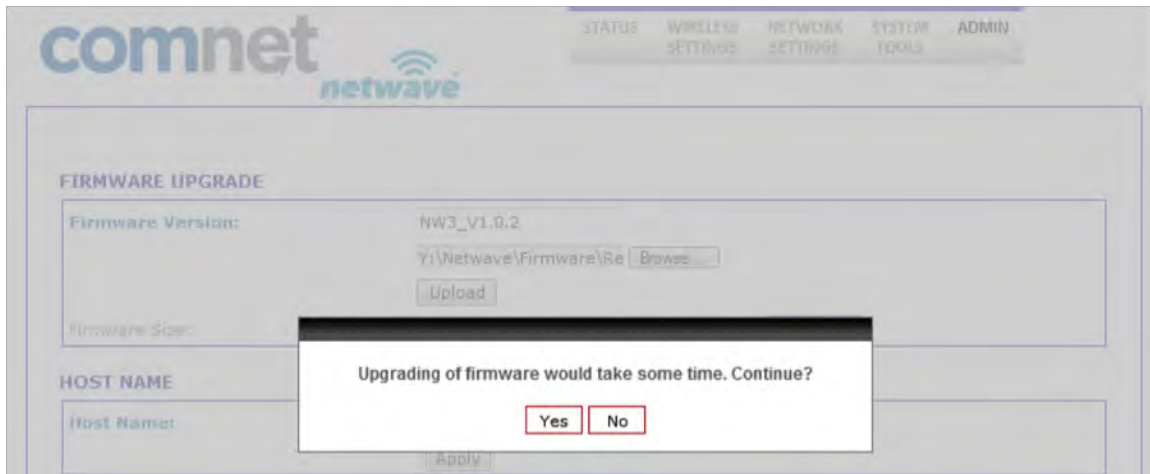 comnet
netwave
STATUS WIRELESS SETTINGS NETWORK SETTINGS SYSTEM TOOLS ADMIN
FIRMWARE UPGRADE
Firmware Version: NW3_V1.0.2
Y:\Netwave\Firmware\Re Browse...
Upload
Firmware Size:
Upgrading of firmware would take some time. Continue?
Yes No
HOST NAME
Host Name:
Apply